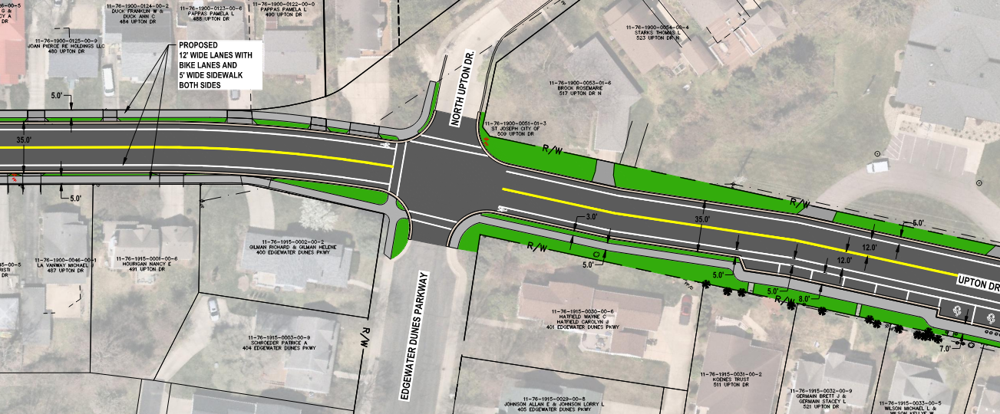 11-76-1900-0124-00-2
DUCK FRANKLIN W &
DUCK ANN C
484 UPTON DR
11-76-1900-0123-00-6
PAPPAS PAMELA L
488 UPTON DR
11-76-1900-0122-00-0
PAPPAS PAMELA L
490 UPTON DR
11-76-1900-0125-00-9
JOAN PIERCE RE HOLDINGS LLC
480 UPTON DR
PROPOSED
12' WIDE LANES WITH
BIKE LANES AND
5' WIDE SIDEWALK
BOTH SIDES
NORTH UPTON DR.
STARKS THOMAS L
523 UPTON DR N
11-76-1900-0053-01-6
BROCK ROSEMARIE
517 UPTON DR N
11-76-1900-0051-01-3
ST JOSEPH CITY OF
509 UPTON DR
5.0'
35.0'
5.0'
R/W
R/W
35.0'
3.0'
5.0'
12.0'
12.0'
R/W
5.0'
5.0'
5.0'
8.0'
R/W
UPTON DR
7.0'
11-76-1900-0046-00-1
LA VANWAY MICHAEL J
487 UPTON DR
11-76-1915-0001-00-6
HOURIGAN NANCY E
491 UPTON DR
11-76-1915-0002-00-2
GILMAN RICHARD & GILMAN HELENE
400 EDGEWATER DUNES PKWY
11-76-1915-0003-00-9
SCHROEDER PATRICE A
404 EDGEWATER DUNES PKWY
R/W
EDGEWATER DUNES PARKWAY
11-76-1915-0030-00-6
HATFIELD WAYNE C
HATFIELD CAROLYN J
401 EDGEWATER DUNES PKWY
11-76-1915-0029-00-8
JOHNSON ALLAN E & JOHNSON LORRY L
405 EDGEWATER DUNES PKWY
11-76-1915-0031-00-2
KOENES TRUST
511 UPTON DR
11-76-1915-0032-00-9
GERMAIN BRETT J &
GERMAIN STACEY L
521 UPTON DR
11-76-1915-0033-00-5
WILSON MICHAEL L &